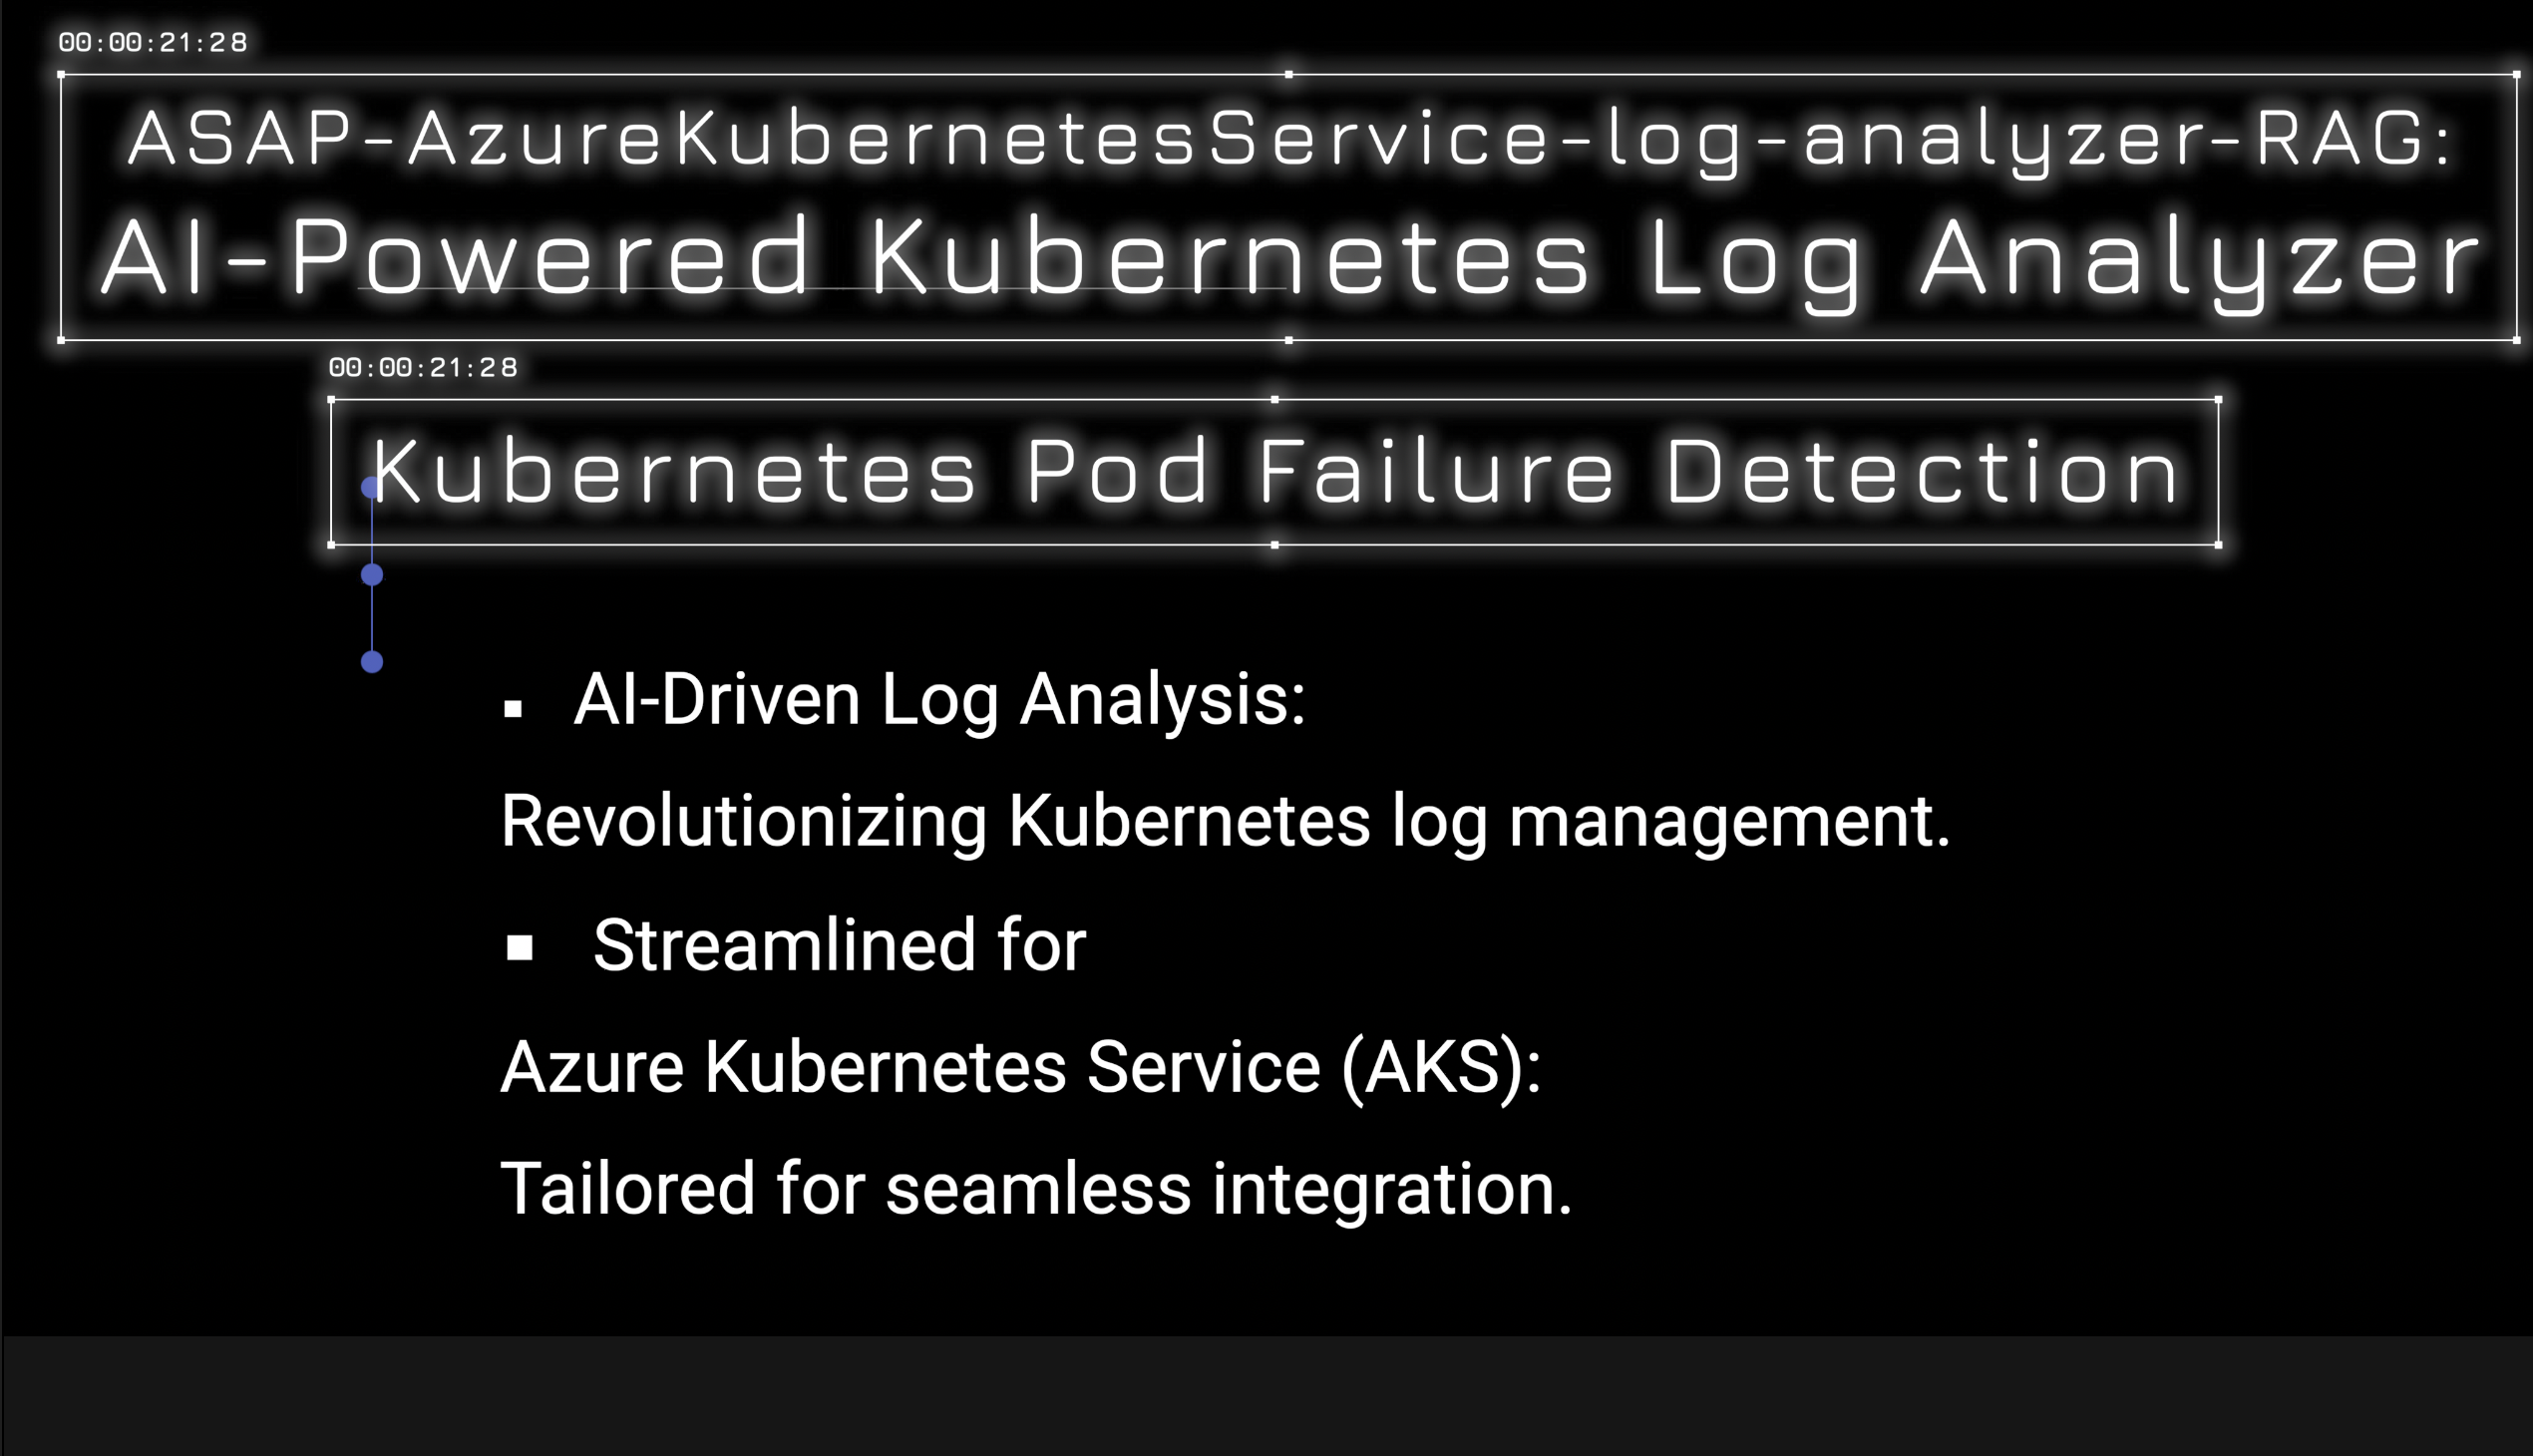 00:00:21:28
ASAP-AzureKubernetesService-log-analyzer-RAG:
AI-Powered Kubernetes Log Analyzer
00:00:21:28
Kubernetes Pod Failure Detection
▪ AI-Driven Log Analysis:
Revolutionizing Kubernetes log management.
▪ Streamlined for
Azure Kubernetes Service (AKS):
Tailored for seamless integration.